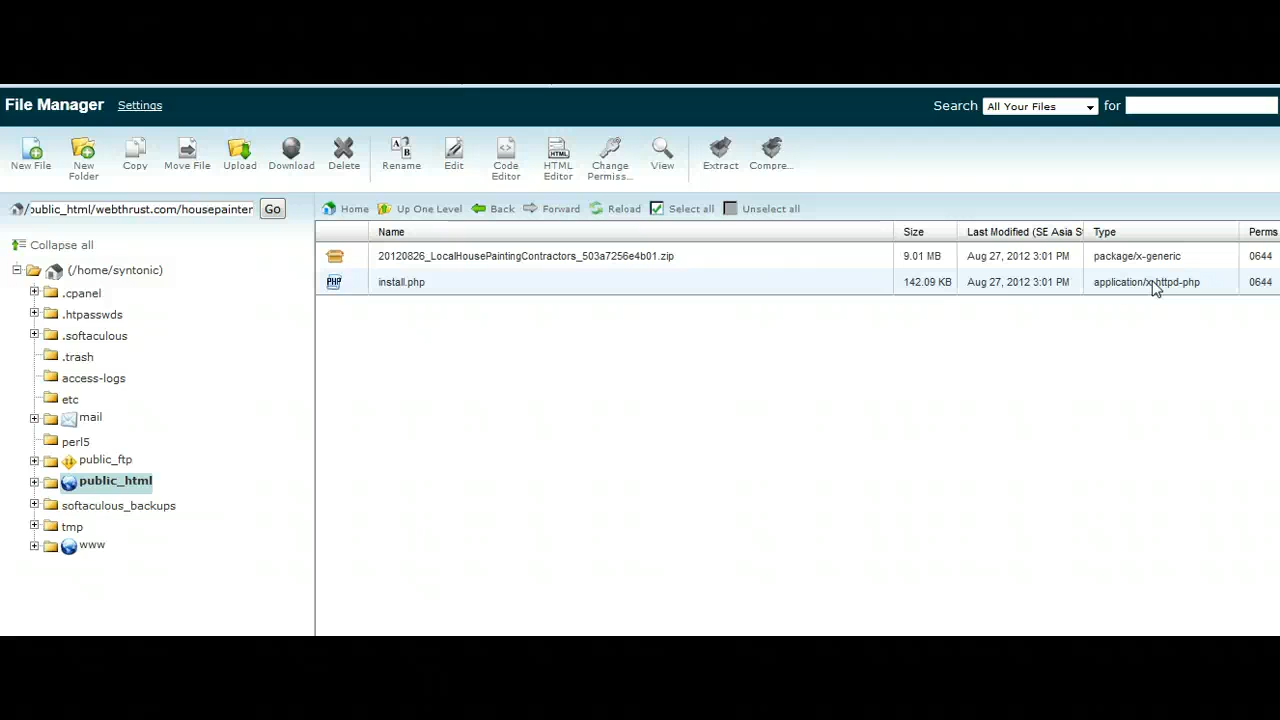 File Manager Settings Search All Your Files for
New File New Folder Copy Move File Upload Download Delete Rename Edit Code Editor HTML Editor Change Permiss... View Extract Compre...
/public_html/webthrust.com/housepainter Go Home Up One Level Back Forward Reload Select all Unselect all
Name Size Last Modified (SE Asia S Type Perms
20120826_LocalHousePaintingContractors_503a7256e4b01.zip 9.01 MB Aug 27, 2012 3:01 PM package/x-generic 0644
PHP install.php 142.09 KB Aug 27, 2012 3:01 PM application/x-httpd-php 0644
Collapse all
(/home/syntonic)
.cpanel
.htpasswds
.softaculous
.trash
access-logs
etc
mail
perl5
public_ftp
public_html
softaculous_backups
tmp
www